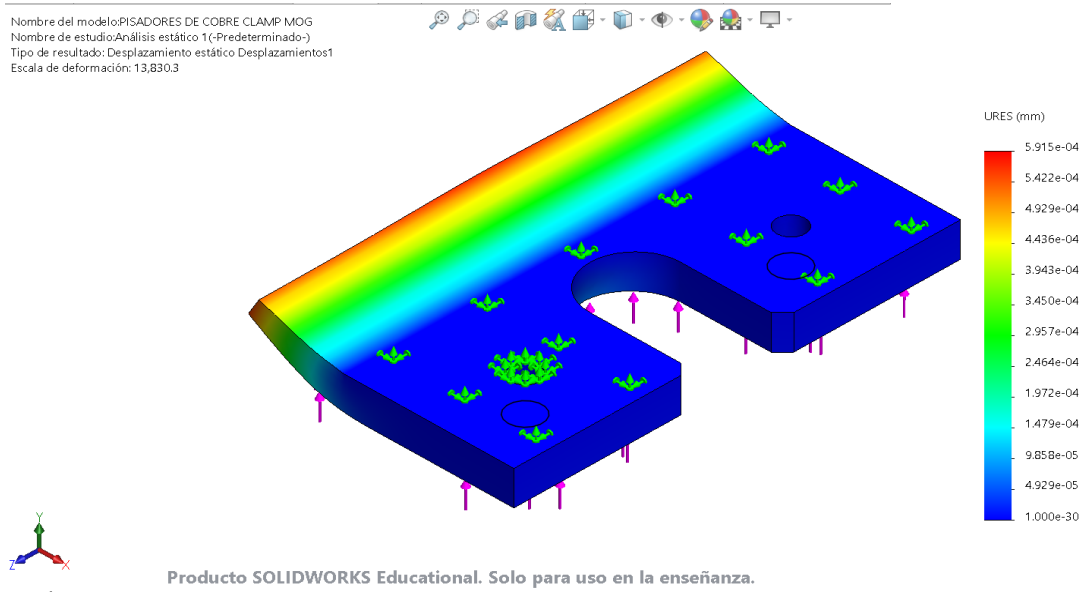 Nombre del modelo:PISADORES DE COBRE CLAMP MOG
Nombre de estudio:Análisis estático 1(-Predeterminado-)
Tipo de resultado: Desplazamiento estático Desplazamientos1
Escala de deformación: 13,830.3
URES (mm)
5.915e-04
5.422e-04
4.929e-04
4.436e-04
3.943e-04
3.450e-04
2.957e-04
2.464e-04
1.972e-04
1.479e-04
9.858e-05
4.929e-05
1.000e-30
Y
Z
X
Producto SOLIDWORKS Educational. Solo para uso en la enseñanza.